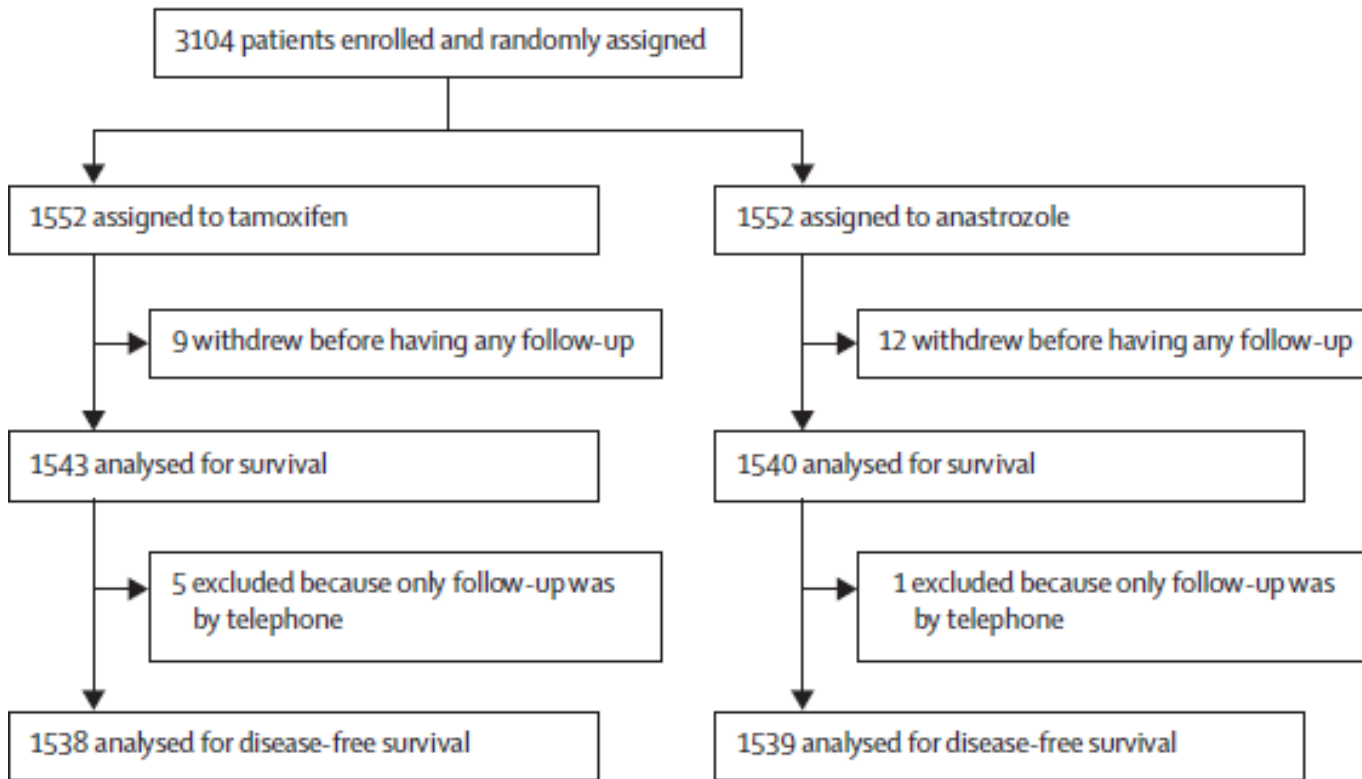 3104 patients enrolled and randomly assigned
1552 assigned to tamoxifen
1552 assigned to anastrozole
9 withdrew before having any follow-up
12 withdrew before having any follow-up
1543 analysed for survival
1540 analysed for survival
5 excluded because only follow-up was
by telephone
1 excluded because only follow-up was
by telephone
1538 analysed for disease-free survival
1539 analysed for disease-free survival